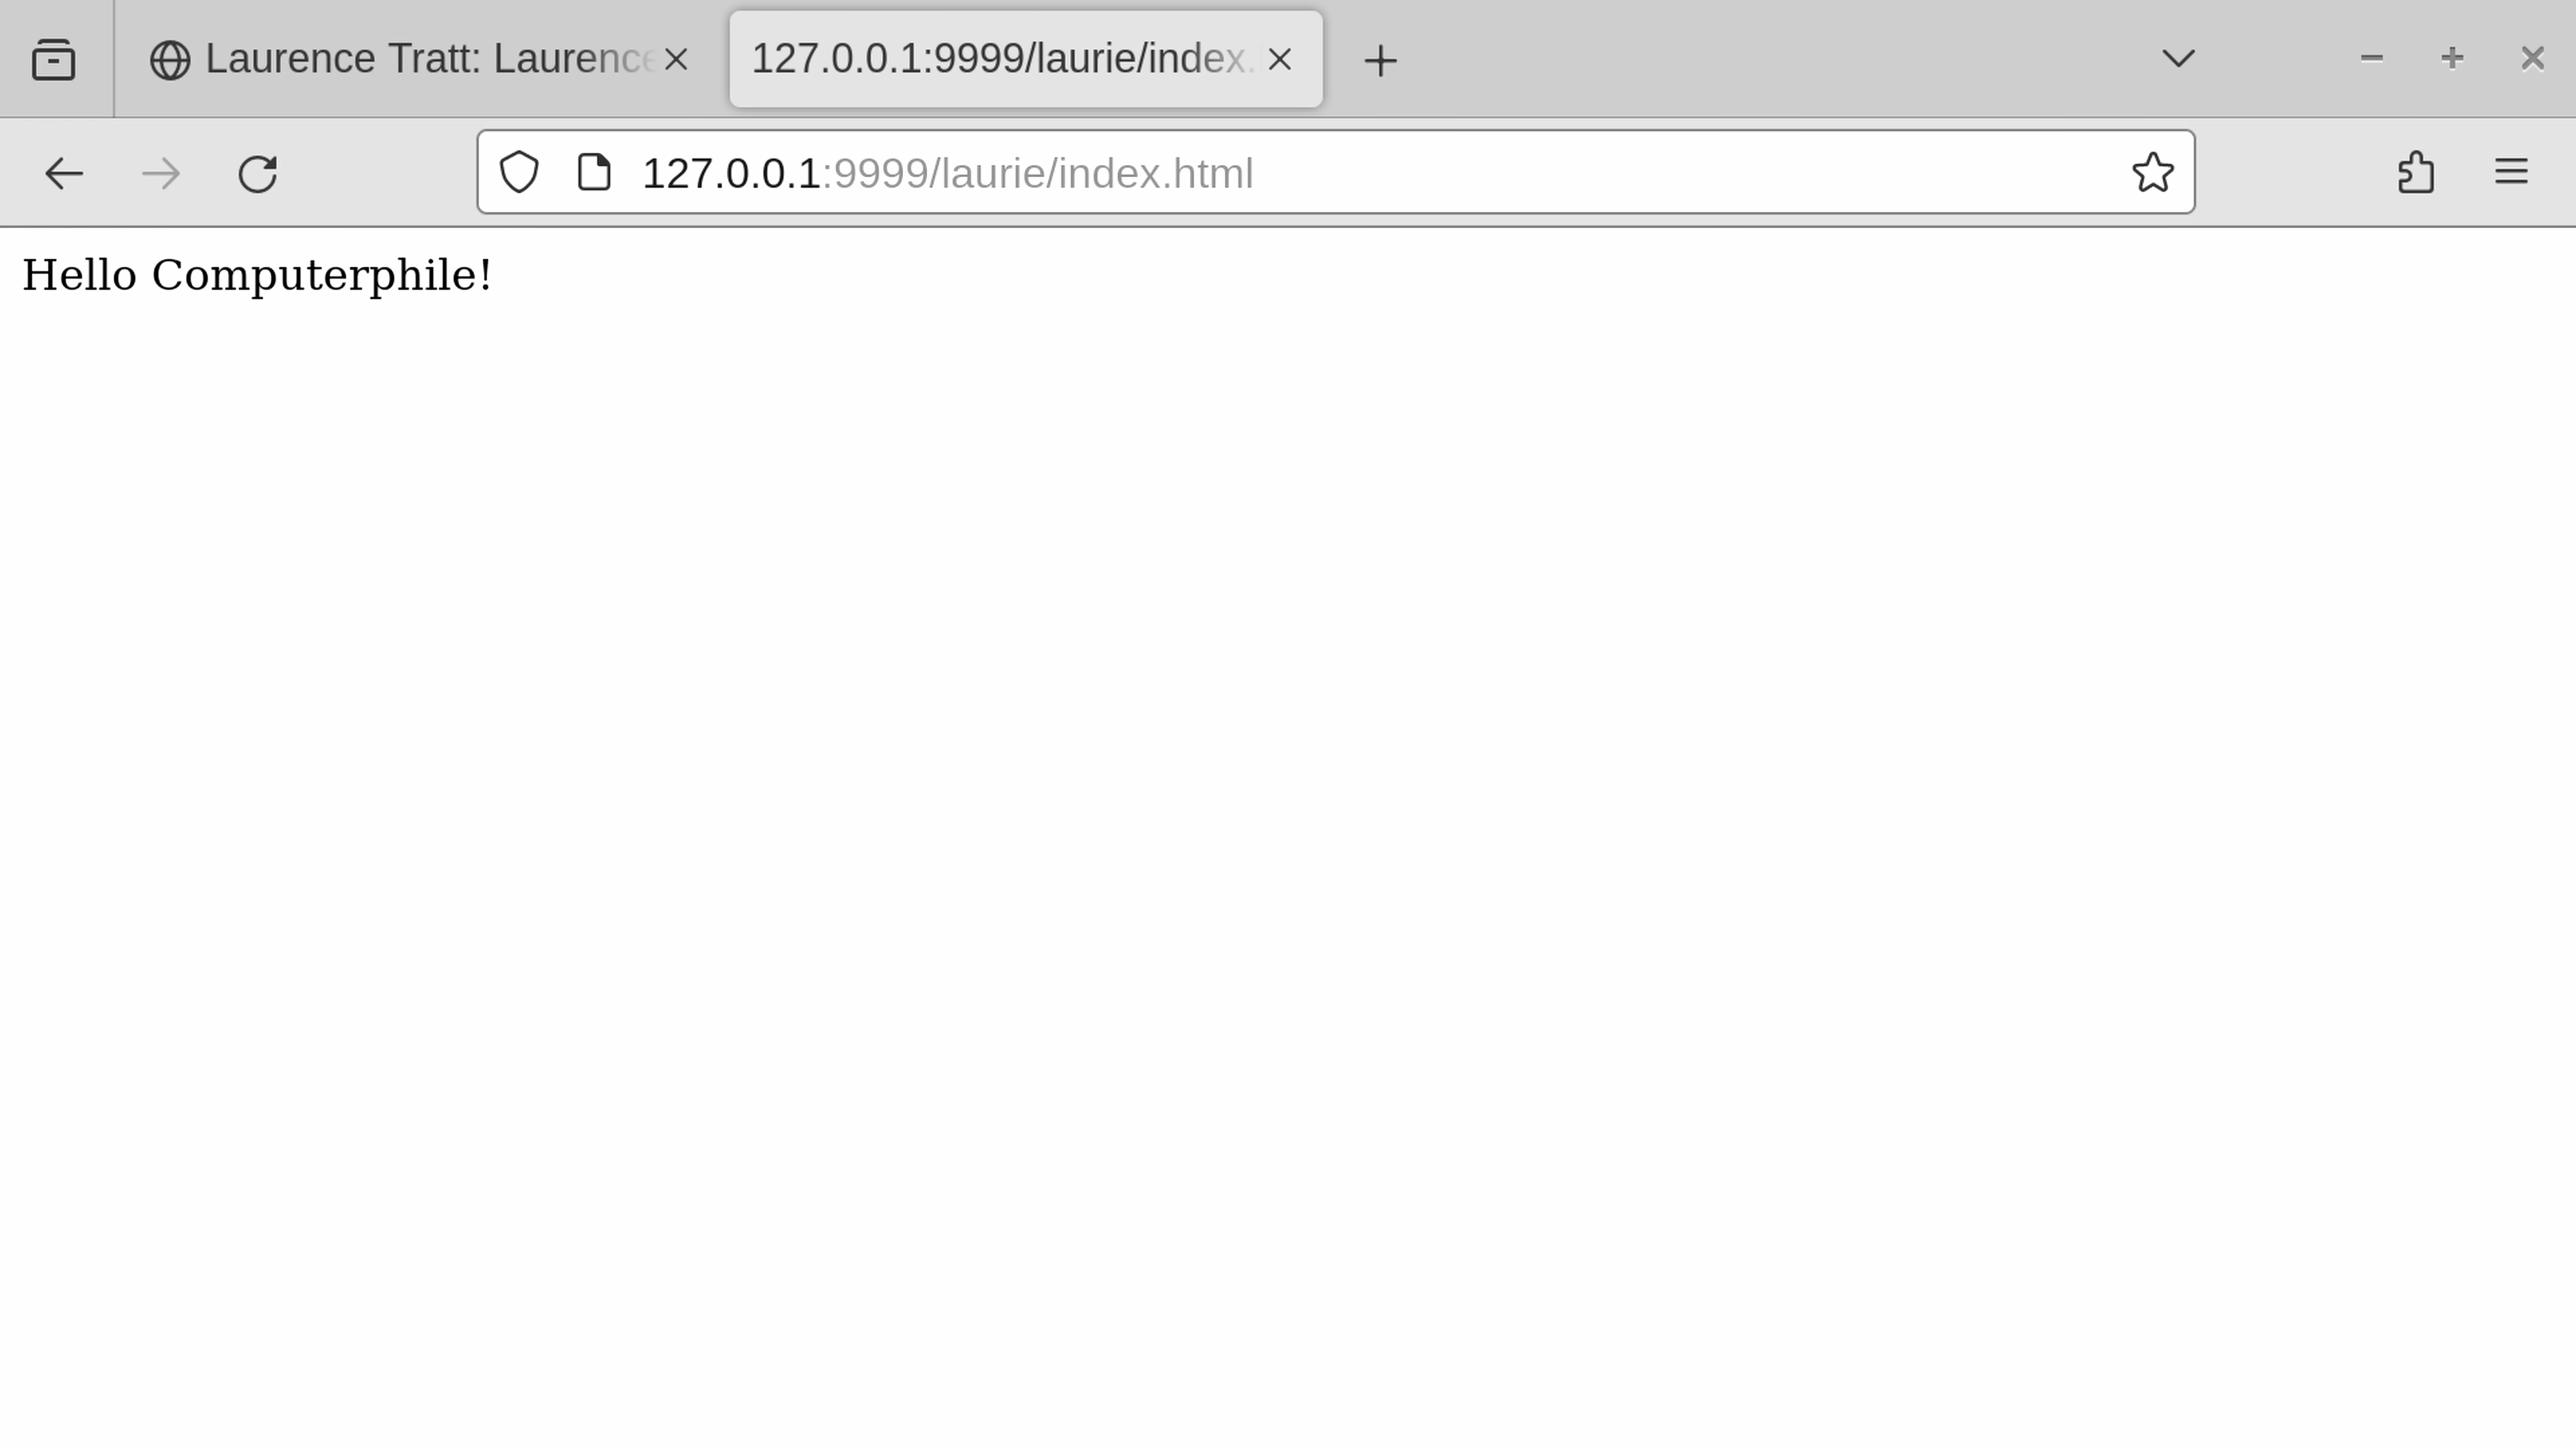 Laurence Tratt: Laurence
127.0.0.1:9999/laurie/index.
127.0.0.1:9999/laurie/index.html
Hello Computerphile!